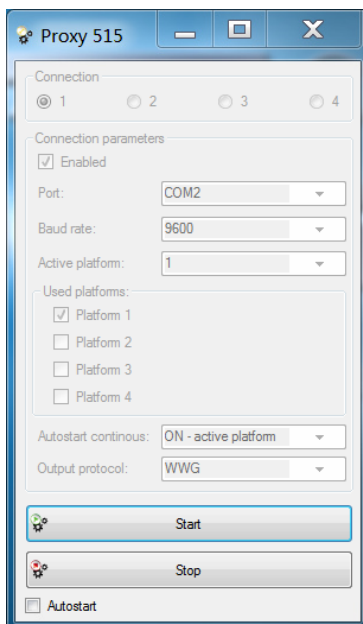 Proxy 515
Connection
1 2 3 4
Connection parameters
Enabled
Port: COM2
Baud rate: 9600
Active platform: 1
Used platforms:
Platform 1
Platform 2
Platform 3
Platform 4
Autostart continous: ON - active platform
Output protocol: WWG
Start
Stop
Autostart